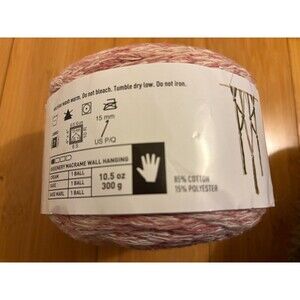 wash warm. Do not bleach. Tumble dry low. Do not iron.
15 mm
US P/Q
MACRAME WALL HANGING
CREAM 1 BALL
1 BALL
1 BALL
10.5 oz
300 g
85% COTTON
15% POLYESTER